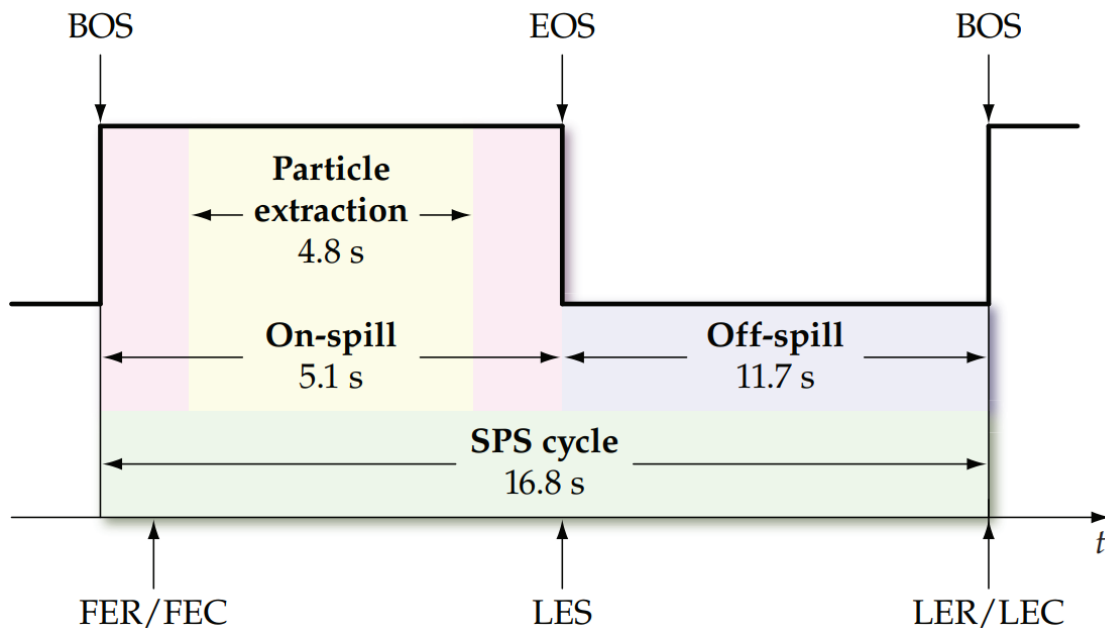 BOS
EOS
BOS
Particle
extraction
4.8 s
On-spill
5.1 s
Off-spill
11.7 s
SPS cycle
16.8 s
t
FER/FEC
LES
LER/LEC